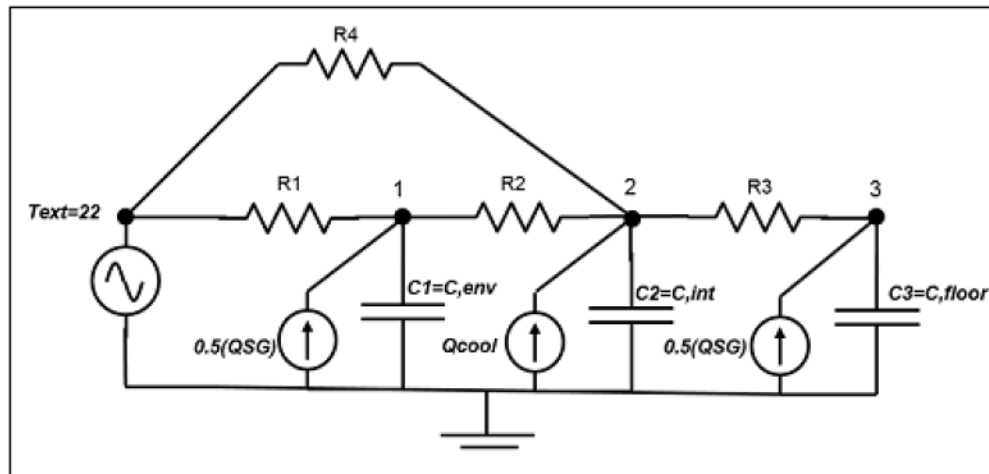 R4
R1
1
R2
2
R3
3
Text=22
C1=C,env
C2=C,int
C3=C,floor
0.5(QSG)
Qcool
0.5(QSG)